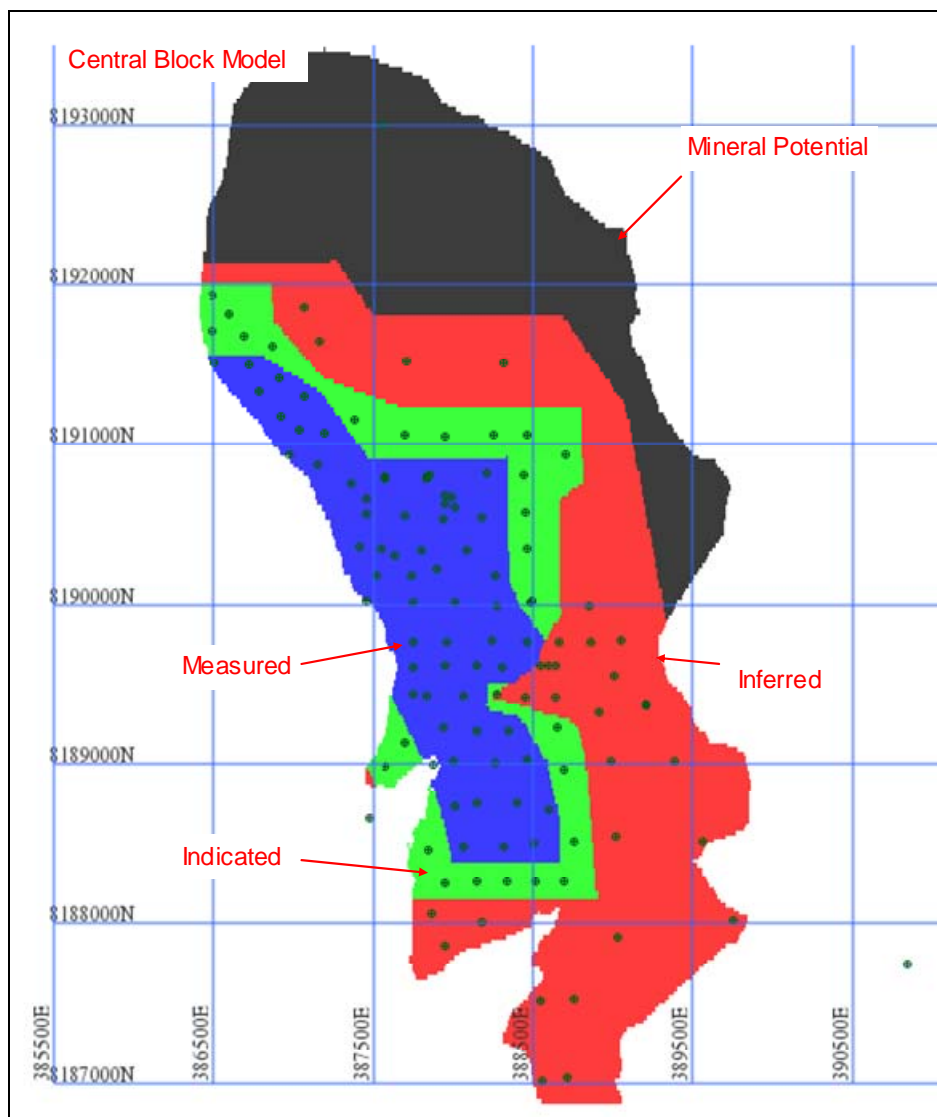 Central Block Model
8193000N
Mineral Potential
8192000N
8191000N
8190000N
Measured
Inferred
8189000N
Indicated
8188000N
385500E
386500E
387500E
388500E
389500E
390500E
8187000N